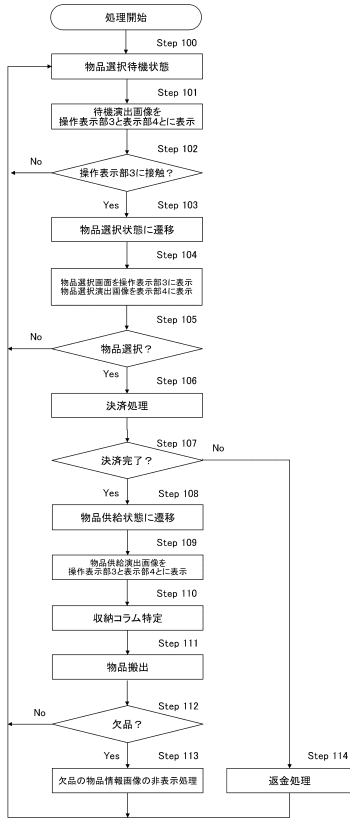 処理開始
Step 100
物品選択待機状態
Step 101
待機演出画像を
操作表示部3と表示部4とに表示
Step 102
操作表示部3に接触？
No
Yes
Step 103
物品選択状態に遷移
Step 104
物品選択画面を操作表示部3に表示
物品選択演出画像を表示部4に表示
Step 105
物品選択？
No
Yes
Step 106
決済処理
Step 107
決済完了？
No
Yes
Step 108
物品供給状態に遷移
Step 109
物品供給演出画像を
操作表示部3と表示部4とに表示
Step 110
収納コラム特定
Step 111
物品搬出
Step 112
欠品？
No
Yes
Step 113
欠品の物品情報画像の非表示処理
Step 114
返金処理